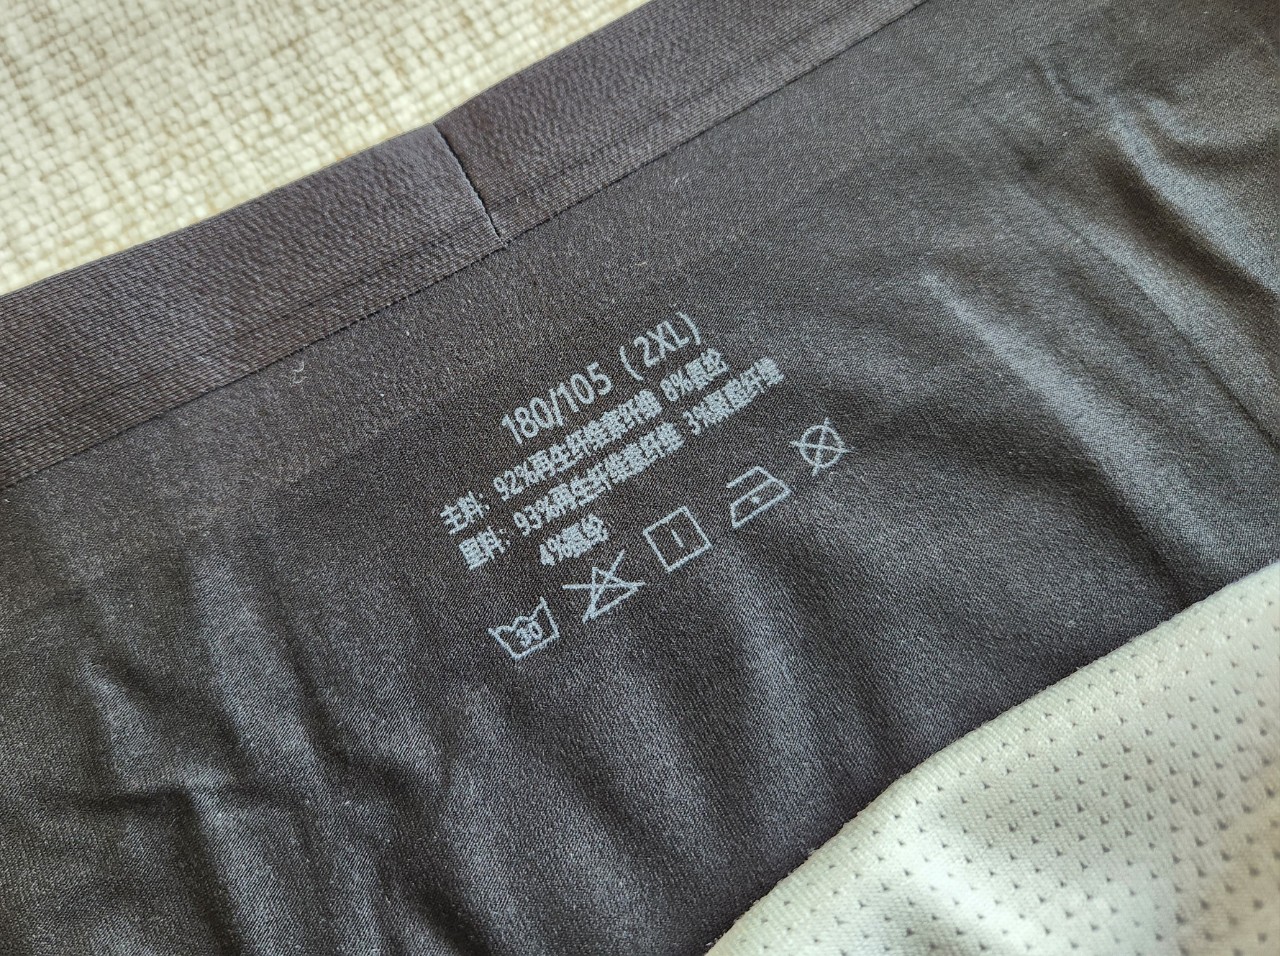 180/105 (2XL)
主料: 92%再生纤维素纤维 8%氨纶
里料: 93%再生纤维素纤维 3%聚酯纤维
4%氨纶
30